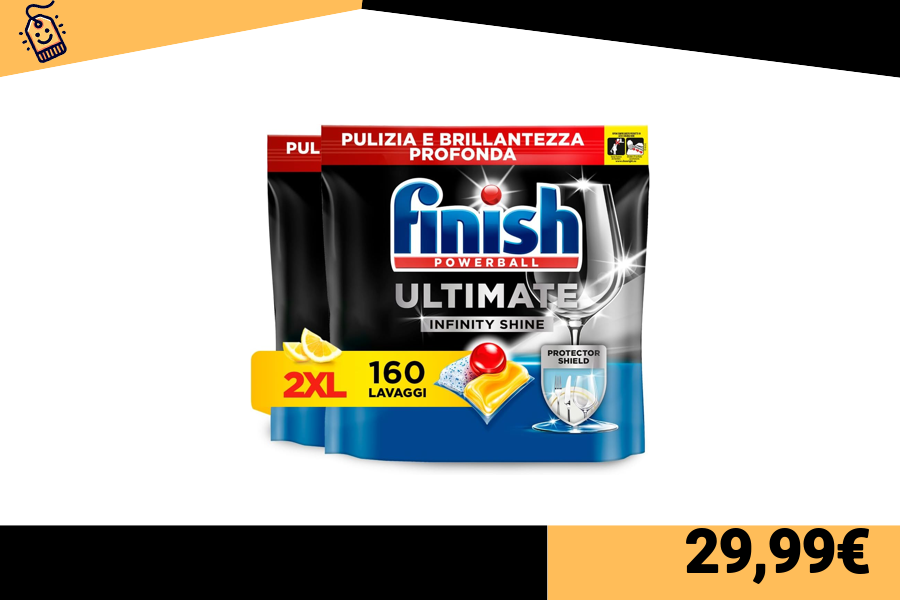 PUL
PULIZIA E BRILLANTEZZA
PROFONDA
finish
POWERBALL
ULTIMATE
INFINITY SHINE
PROTECTOR
SHIELD
2XL
160
LAVAGGI
29,99€